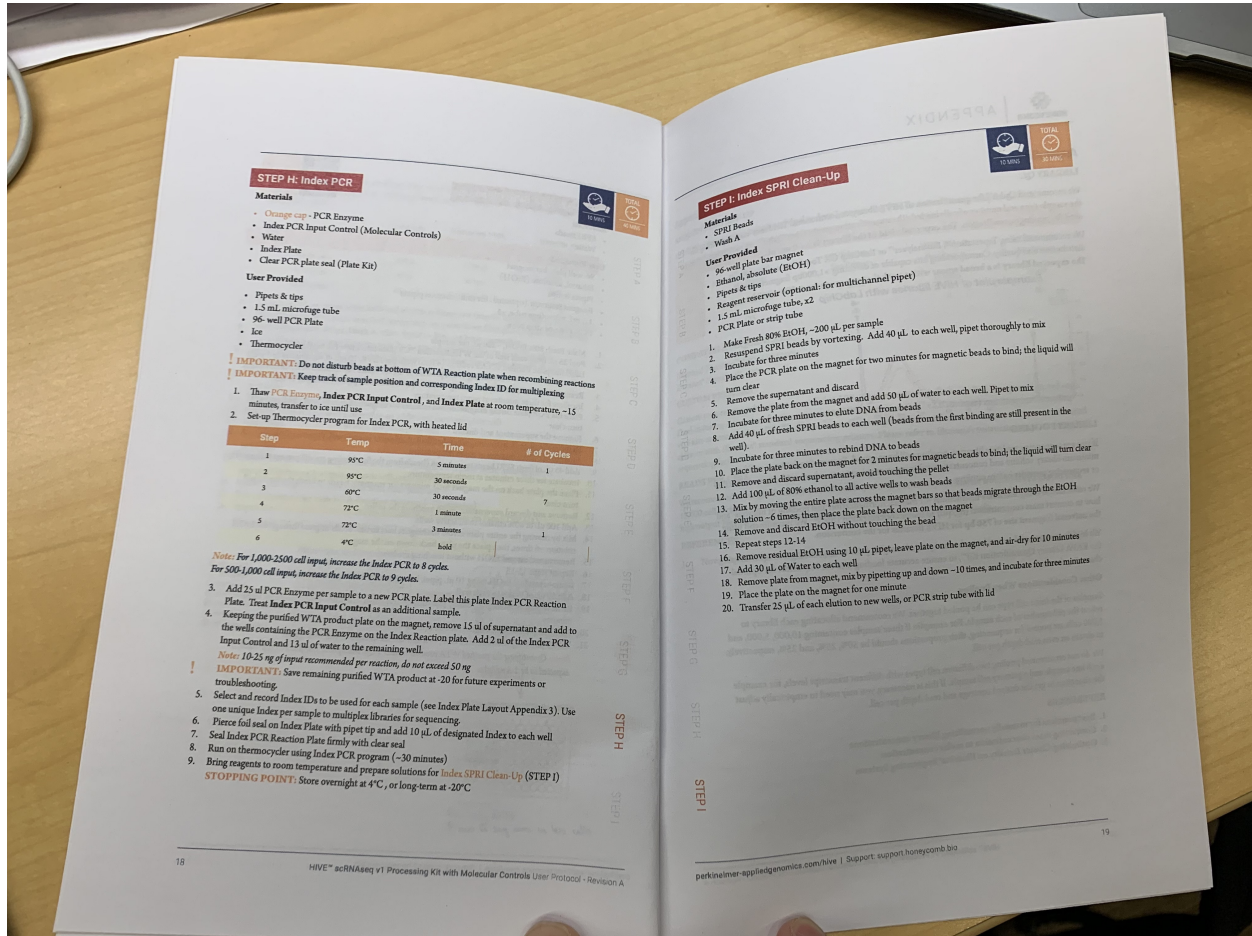 STEP H: Index PCR
10 MINS
TOTAL
45 MINS
Materials
• Orange cap - PCR Enzyme
• Index PCR Input Control (Molecular Controls)
• Water
• Index Plate
• Clear PCR plate seal (Plate Kit)
User Provided
• Pipets & tips
• 1.5 mL microfuge tube
• 96- well PCR Plate
• Ice
• Thermocycler
! IMPORTANT: Do not disturb beads at bottom of WTA Reaction plate when recombining reactions
! IMPORTANT: Keep track of sample position and corresponding Index ID for multiplexing
1. Thaw PCR Enzyme, Index PCR Input Control, and Index Plate at room temperature, ~15
minutes, transfer to ice until use
2. Set-up Thermocycler program for Index PCR, with heated lid
Step Temp Time # of Cycles
1 95°C 5 minutes 1
2 95°C 30 seconds
3 60°C 30 seconds 7
4 72°C 1 minute
5 72°C 3 minutes 1
6 4°C hold
Note: For 1,000-2500 cell input, increase the Index PCR to 8 cycles.
For 500-1,000 cell input, increase the Index PCR to 9 cycles.
3. Add 25 ul PCR Enzyme per sample to a new PCR plate. Label this plate Index PCR Reaction
Plate. Treat Index PCR Input Control as an additional sample.
4. Keeping the purified WTA product plate on the magnet, remove 15 ul of supernatant and add to
the wells containing the PCR Enzyme on the Index Reaction plate. Add 2 ul of the Index PCR
Input Control and 13 ul of water to the remaining well.
Note: 10-25 ng of input recommended per reaction, do not exceed 50 ng
! IMPORTANT: Save remaining purified WTA product at -20 for future experiments or
troubleshooting.
5. Select and record Index IDs to be used for each sample (see Index Plate Layout Appendix 3). Use
one unique Index per sample to multiplex libraries for sequencing.
6. Pierce foil seal on Index Plate with pipet tip and add 10 µL of designated Index to each well
7. Seal Index PCR Reaction Plate firmly with clear seal
8. Run on thermocycler using Index PCR program (~30 minutes)
9. Bring reagents to room temperature and prepare solutions for Index SPRI Clean-Up (STEP I)
STOPPING POINT: Store overnight at 4°C , or long-term at -20°C
STEP H
18
HIVE™ scRNAseq v1 Processing Kit with Molecular Controls User Protocol • Revision A
STEP I: Index SPRI Clean-Up
10 MINS
TOTAL
30 MINS
Materials
• SPRI Beads
• Wash A
User Provided
• 96-well plate bar magnet
• Ethanol, absolute (EtOH)
• Pipets & tips
• Reagent reservoir (optional: for multichannel pipet)
• 1.5 mL microfuge tube, x2
• PCR Plate or strip tube
1. Make Fresh 80% EtOH, ~200 µL per sample
2. Resuspend SPRI beads by vortexing. Add 40 µL to each well, pipet thoroughly to mix
3. Incubate for three minutes
4. Place the PCR plate on the magnet for two minutes for magnetic beads to bind; the liquid will
turn clear
5. Remove the supernatant and discard
6. Remove the plate from the magnet and add 50 µL of water to each well. Pipet to mix
7. Incubate for three minutes to elute DNA from beads
8. Add 40 µL of fresh SPRI beads to each well (beads from the first binding are still present in the
well).
9. Incubate for three minutes to rebind DNA to beads
10. Place the plate back on the magnet for 2 minutes for magnetic beads to bind; the liquid will turn clear
11. Remove and discard supernatant, avoid touching the pellet
12. Add 100 µL of 80% ethanol to all active wells to wash beads
13. Mix by moving the entire plate across the magnet bars so that beads migrate through the EtOH
solution ~6 times, then place the plate back down on the magnet
14. Remove and discard EtOH without touching the bead
15. Repeat steps 12-14
16. Remove residual EtOH using 10 µL pipet, leave plate on the magnet, and air-dry for 10 minutes
17. Add 30 µL of Water to each well
18. Remove plate from magnet, mix by pipetting up and down ~10 times, and incubate for three minutes
19. Place the plate on the magnet for one minute
20. Transfer 25 µL of each elution to new wells, or PCR strip tube with lid
STEP I
19
perkinelmer-appliedgenomics.com/hive | Support: support.honeycomb.bio